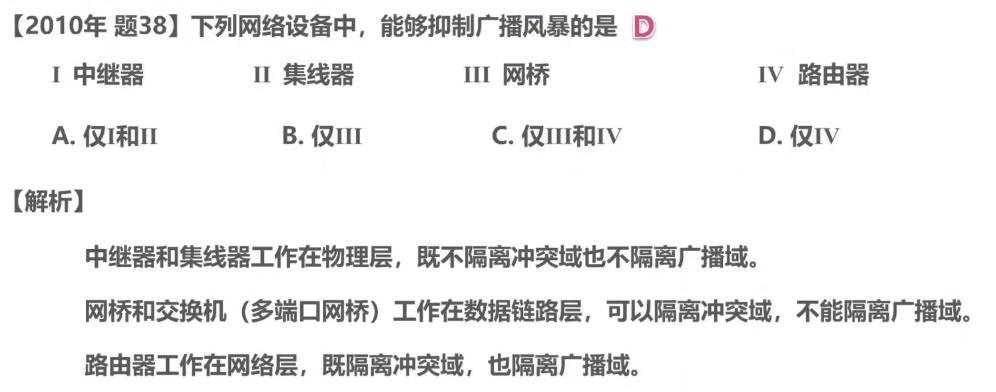 【2010年 题38】下列网络设备中，能够抑制广播风暴的是 D
I 中继器 II 集线器 III 网桥 IV 路由器
A. 仅I和II B. 仅III C. 仅III和IV D. 仅IV
【解析】
中继器和集线器工作在物理层，既不隔离冲突域也不隔离广播域。
网桥和交换机（多端口网桥）工作在数据链路层，可以隔离冲突域，不能隔离广播域。
路由器工作在网络层，既隔离冲突域，也隔离广播域。